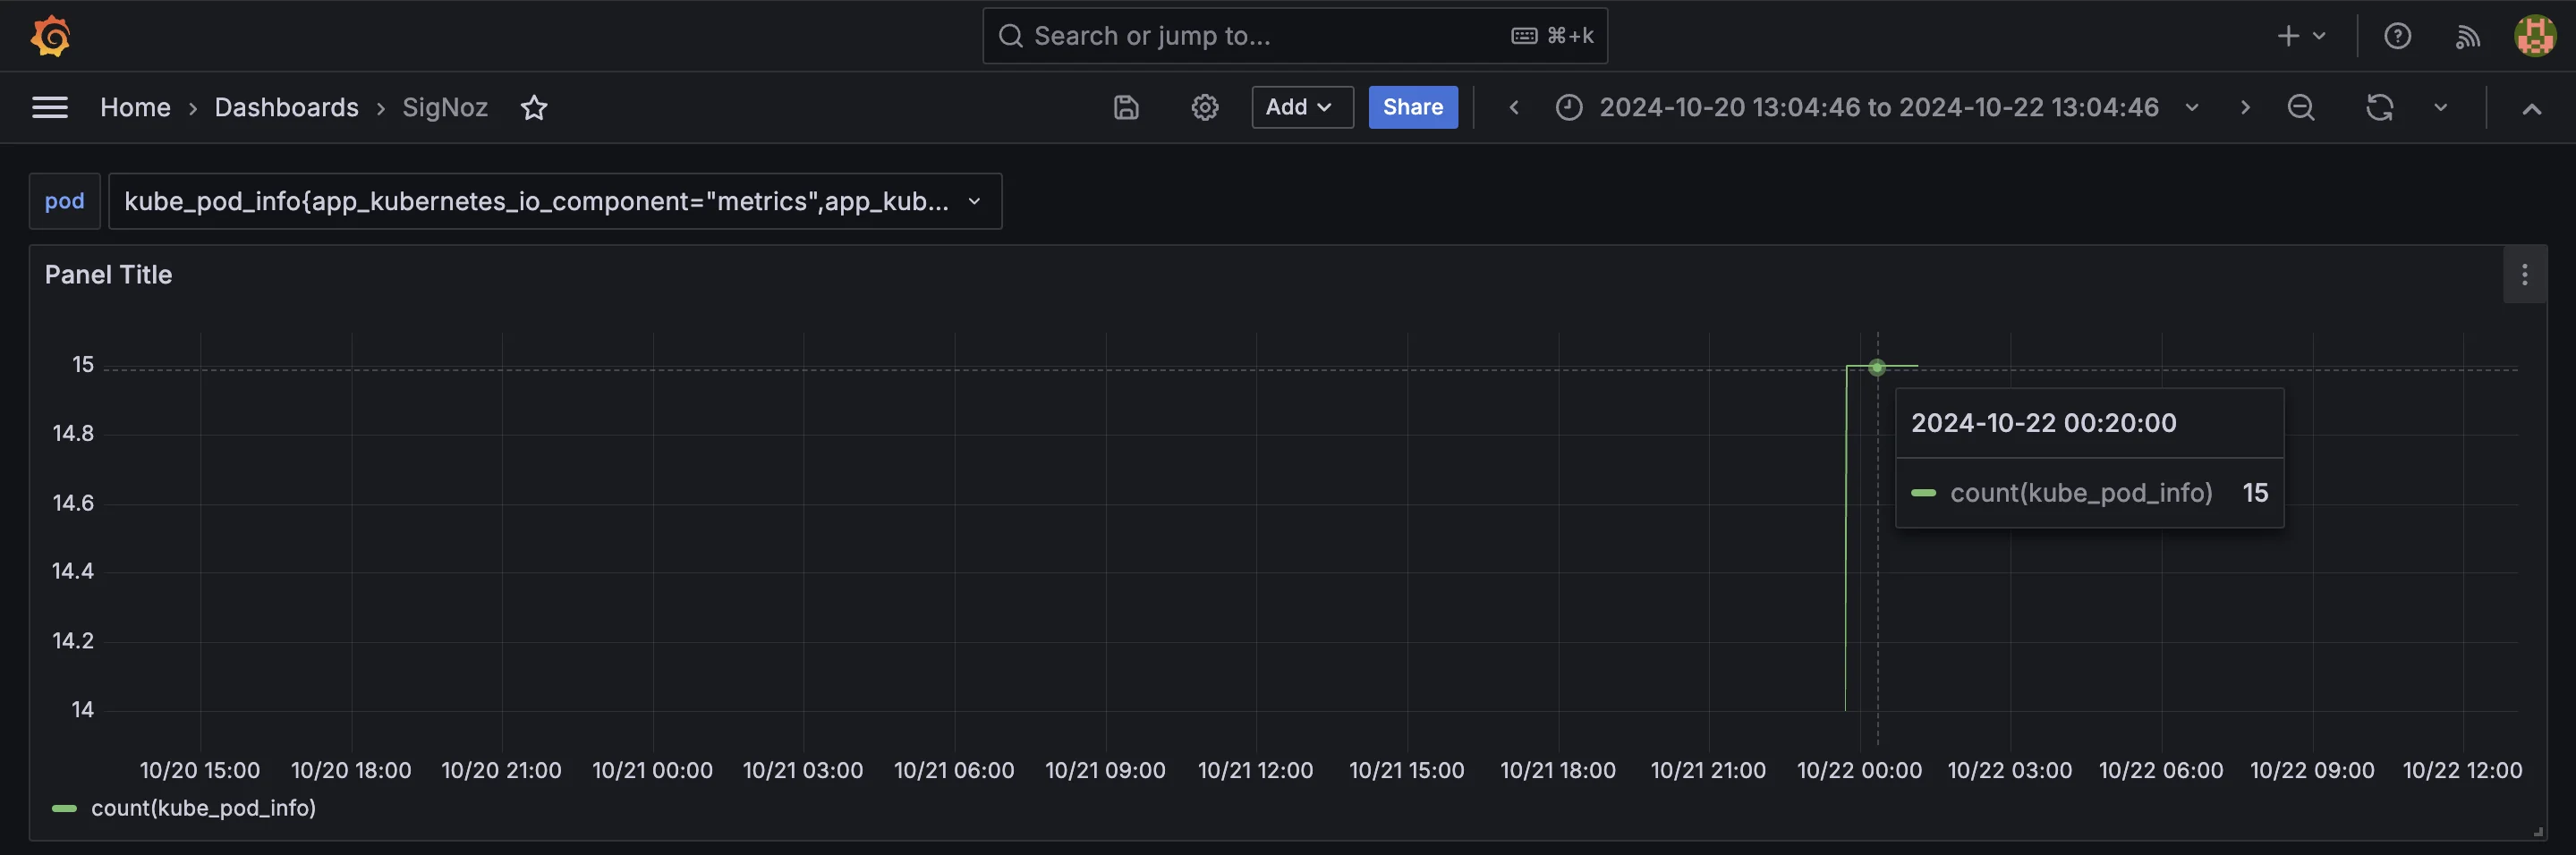 Search or jump to... ⌘+k
Home › Dashboards › SigNoz Add Share 2024-10-20 13:04:46 to 2024-10-22 13:04:46
pod kube_pod_info{app_kubernetes_io_component="metrics",app_kub...
Panel Title
15
14.8
14.6
14.4
14.2
14
2024-10-22 00:20:00
count(kube_pod_info) 15
10/20 15:00 10/20 18:00 10/20 21:00 10/21 00:00 10/21 03:00 10/21 06:00 10/21 09:00 10/21 12:00 10/21 15:00 10/21 18:00 10/21 21:00 10/22 00:00 10/22 03:00 10/22 06:00 10/22 09:00 10/22 12:00
count(kube_pod_info)